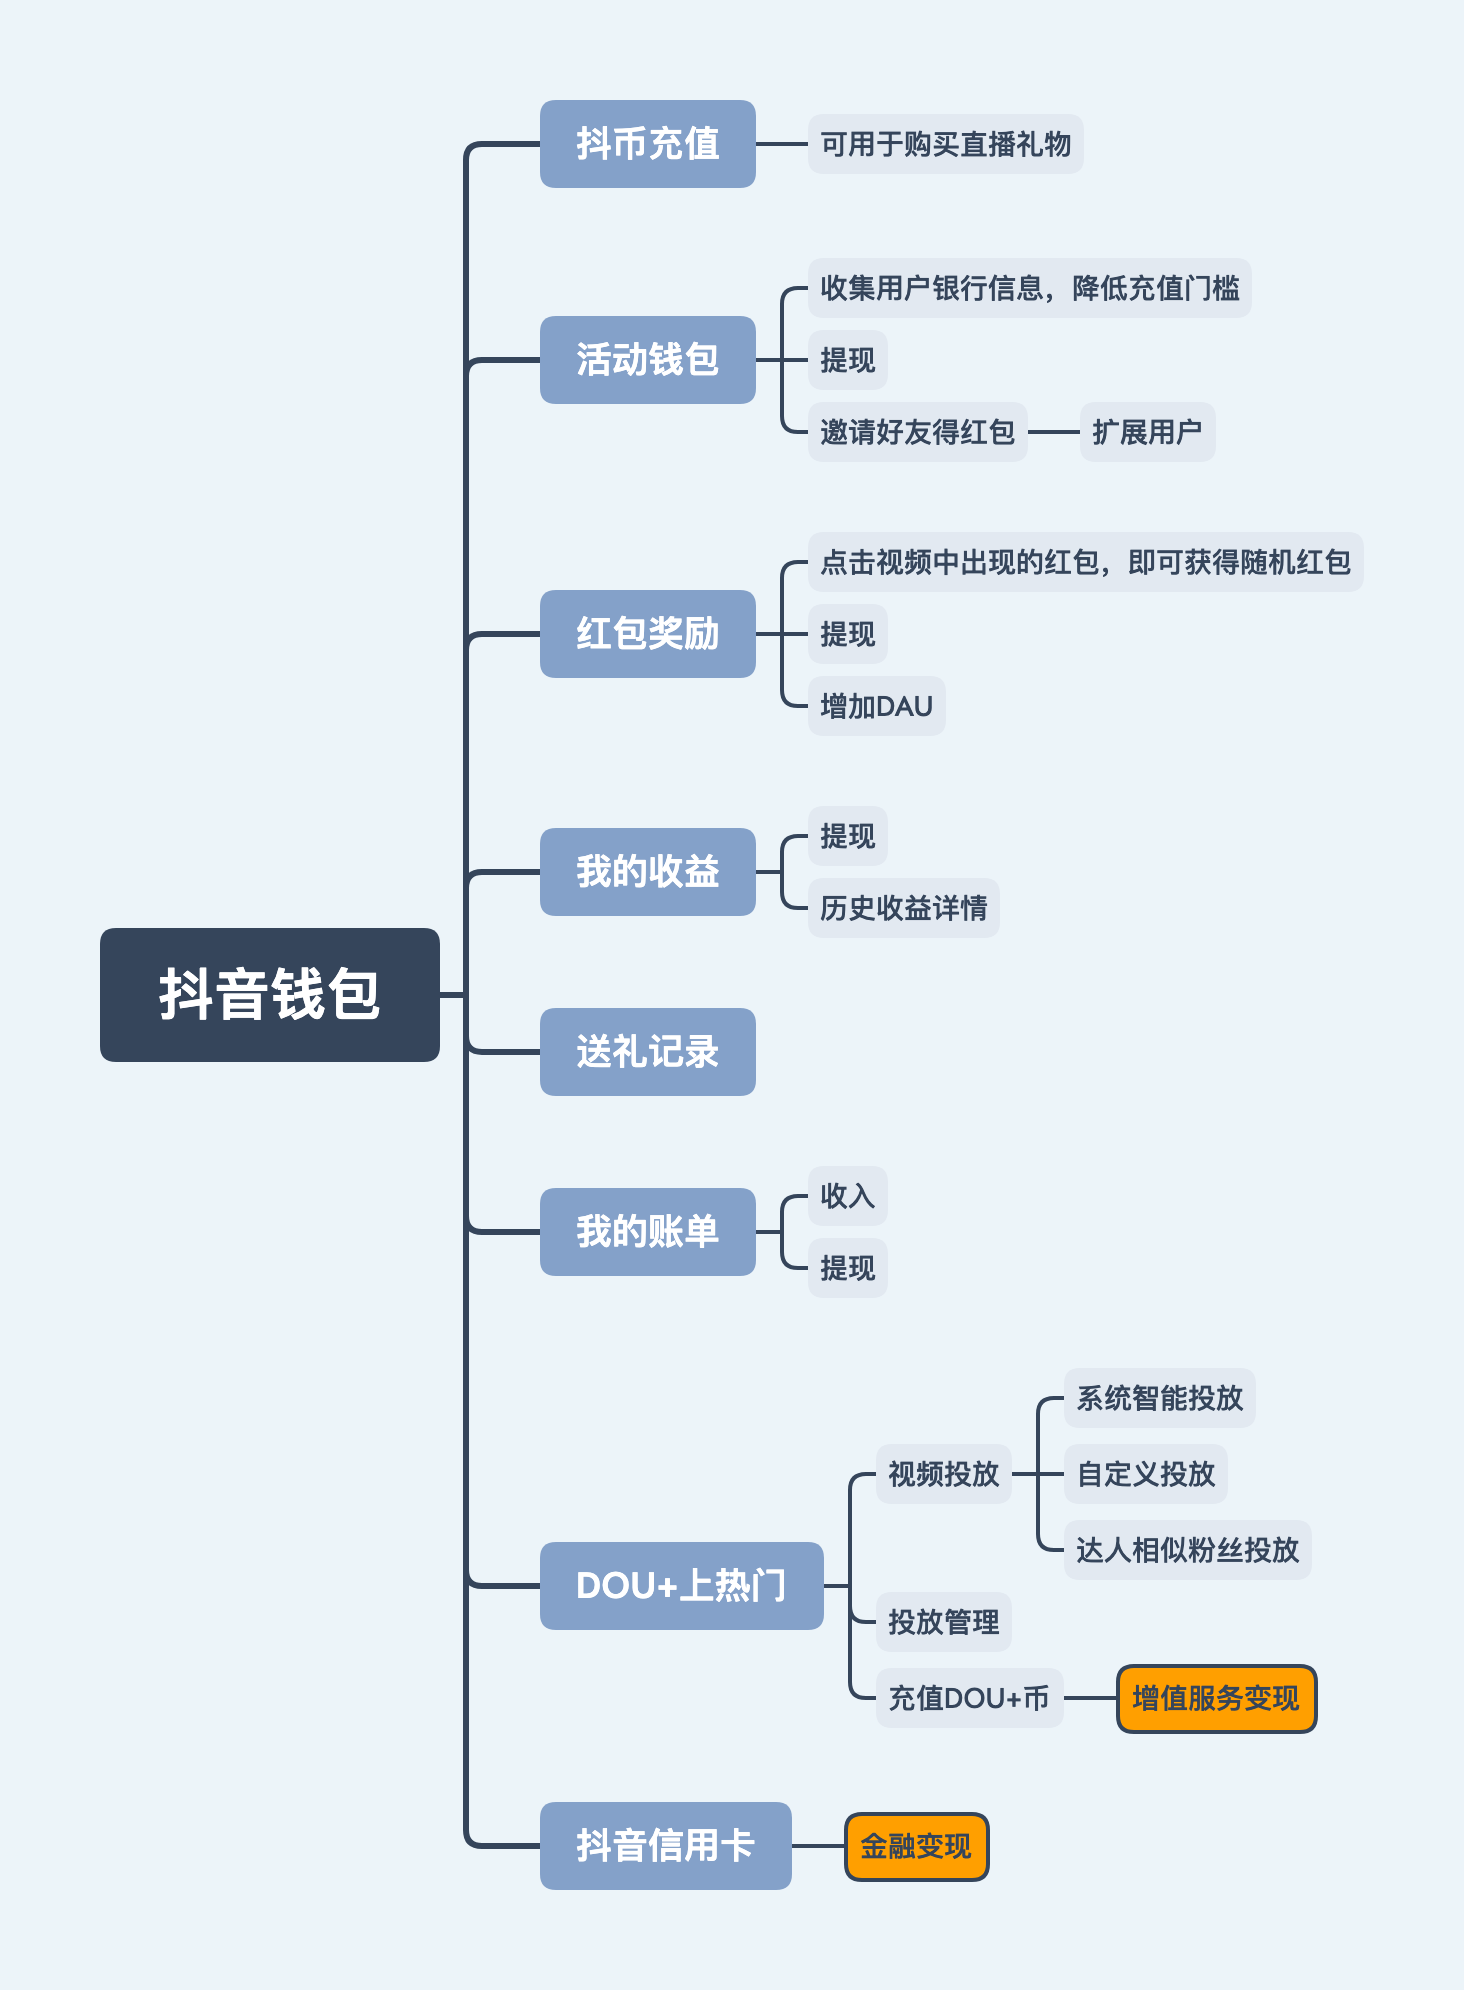 抖音钱包
抖币充值
可用于购买直播礼物
活动钱包
收集用户银行信息，降低充值门槛
提现
邀请好友得红包
扩展用户
红包奖励
点击视频中出现的红包，即可获得随机红包
提现
增加DAU
我的收益
提现
历史收益详情
送礼记录
我的账单
收入
提现
DOU+上热门
视频投放
系统智能投放
自定义投放
达人相似粉丝投放
投放管理
充值DOU+币
增值服务变现
抖音信用卡
金融变现